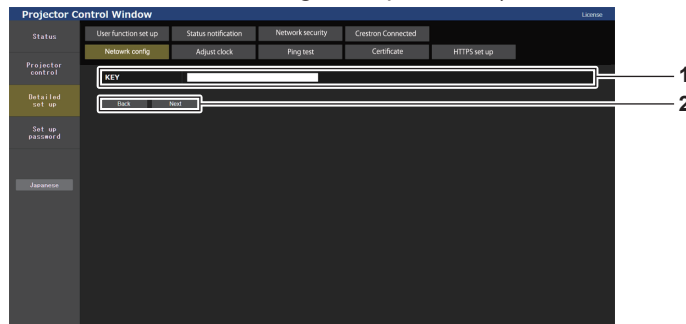 Projector Control Window
License
Status
User function set up
Status notification
Network security
Crestron Connected
Netowrk config
Adjust clock
Ping test
Certificate
HTTPS set up
Projector
control
KEY
1
Detailed
set up
Back
Next
2
Set up
password
Japanese